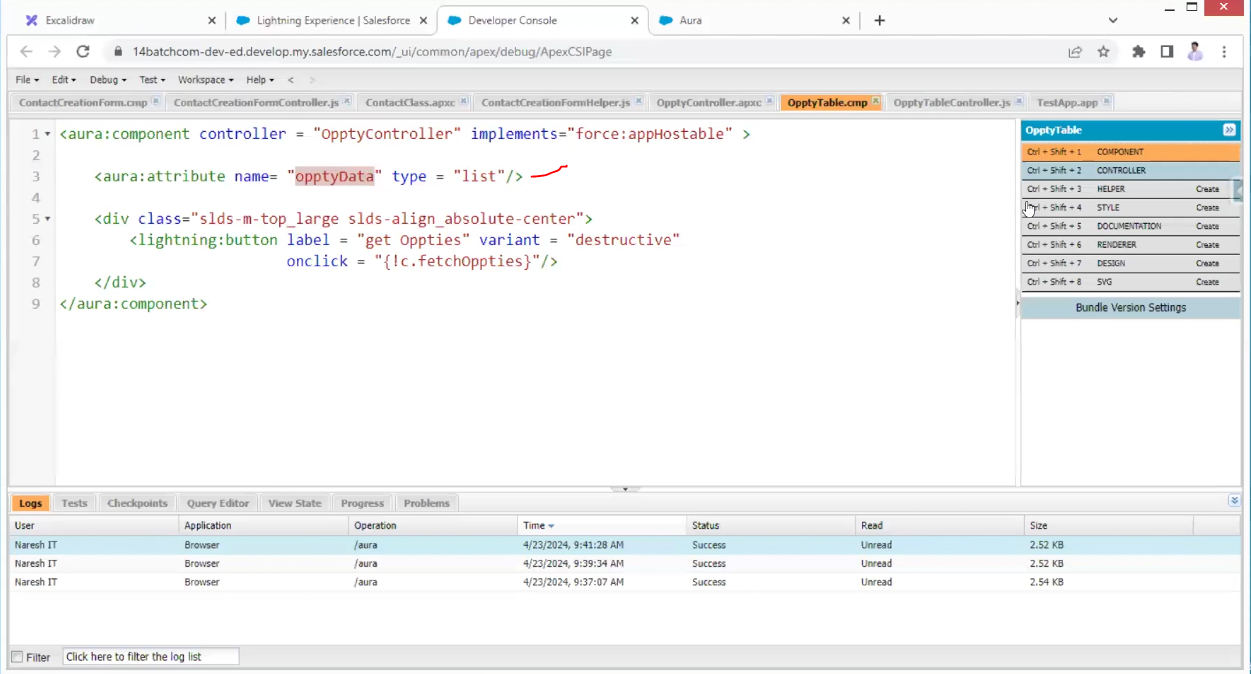 Excalidraw
Lightning Experience | Salesforce
Developer Console
Aura
14batchcom-dev-ed.develop.my.salesforce.com/_ui/common/apex/debug/ApexCSIPage
File Edit Debug Test Workspace Help < >
ContactCreationForm.cmp ContactCreationFormController.js ContactClass.apxc ContactCreationFormHelper.js OpptyController.apxc OpptyTable.cmp OpptyTableController.js TestApp.app
1 <aura:component controller = "OpptyController" implements="force:appHostable" >
2
3 <aura:attribute name= "opptyData" type = "list"/>
4
5 <div class="slds-m-top_large slds-align_absolute-center">
6 <lightning:button label = "get Oppties" variant = "destructive"
7 onclick = "{!c.fetchOppties}"/>
8 </div>
9 </aura:component>
OpptyTable
Ctrl + Shift + 1 COMPONENT
Ctrl + Shift + 2 CONTROLLER
Ctrl + Shift + 3 HELPER Create
Ctrl + Shift + 4 STYLE Create
Ctrl + Shift + 5 DOCUMENTATION Create
Ctrl + Shift + 6 RENDERER Create
Ctrl + Shift + 7 DESIGN Create
Ctrl + Shift + 8 SVG Create
Bundle Version Settings
Logs Tests Checkpoints Query Editor View State Progress Problems
User Application Operation Time Status Read Size
Naresh IT Browser /aura 4/23/2024, 9:41:28 AM Success Unread 2.52 KB
Naresh IT Browser /aura 4/23/2024, 9:39:34 AM Success Unread 2.52 KB
Naresh IT Browser /aura 4/23/2024, 9:37:07 AM Success Unread 2.54 KB
Filter Click here to filter the log list